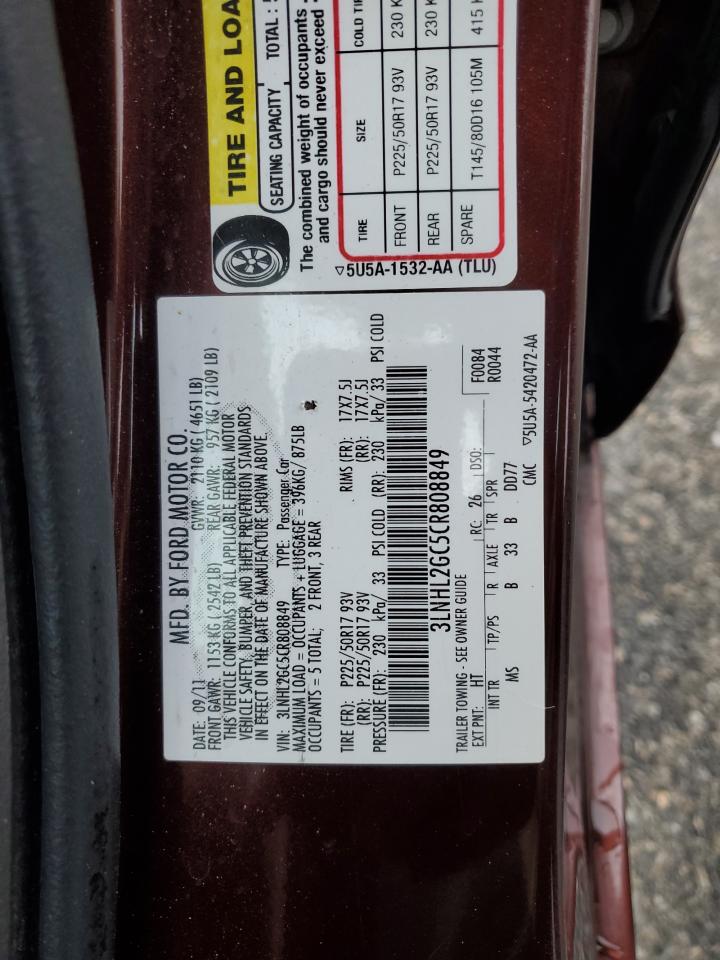 TIRE AND LOA
SEATING CAPACITY TOTAL :
The combined weight of occupants
and cargo should never exceed :
TIRE SIZE COLD TI
FRONT P225/50R17 93V 230 K
REAR P225/50R17 93V 230 K
SPARE T145/80D16 105M 415 K
▽5U5A-1532-AA (TLU)
MFD. BY FORD MOTOR CO.
DATE: 09/11 GVWR: 2110 KG ( 4651 LB)
FRONT GAWR: 1153 KG ( 2542 LB) REAR GAWR: 957 KG ( 2109 LB)
THIS VEHICLE CONFORMS TO ALL APPLICABLE FEDERAL MOTOR
VEHICLE SAFETY, BUMPER, AND THEFT PREVENTION STANDARDS
IN EFFECT ON THE DATE OF MANUFACTURE SHOWN ABOVE.
VIN: 3LNHL2GC5CR808849 TYPE: Passenger Car
MAXIMUM LOAD = OCCUPANTS + LUGGAGE = 396KG/ 875LB
OCCUPANTS = 5 TOTAL; 2 FRONT, 3 REAR
TIRE (FR): P225/50R17 93V RIMS (FR): 17X7.5J
(RR): P225/50R17 93V (RR): 17X7.5J
PRESSURE (FR): 230 kPa/ 33 PSI COLD (RR): 230 kPa/ 33 PSI COLD
3LNHL2GC5CR808849
TRAILER TOWING - SEE OWNER GUIDE F0084
EXT PNT: HT RC: 26 DSO: R0044
INT TR TP/PS R AXLE TR SPR ▽5U5A-5420472-AA
MS B 33 B DD77 CMC